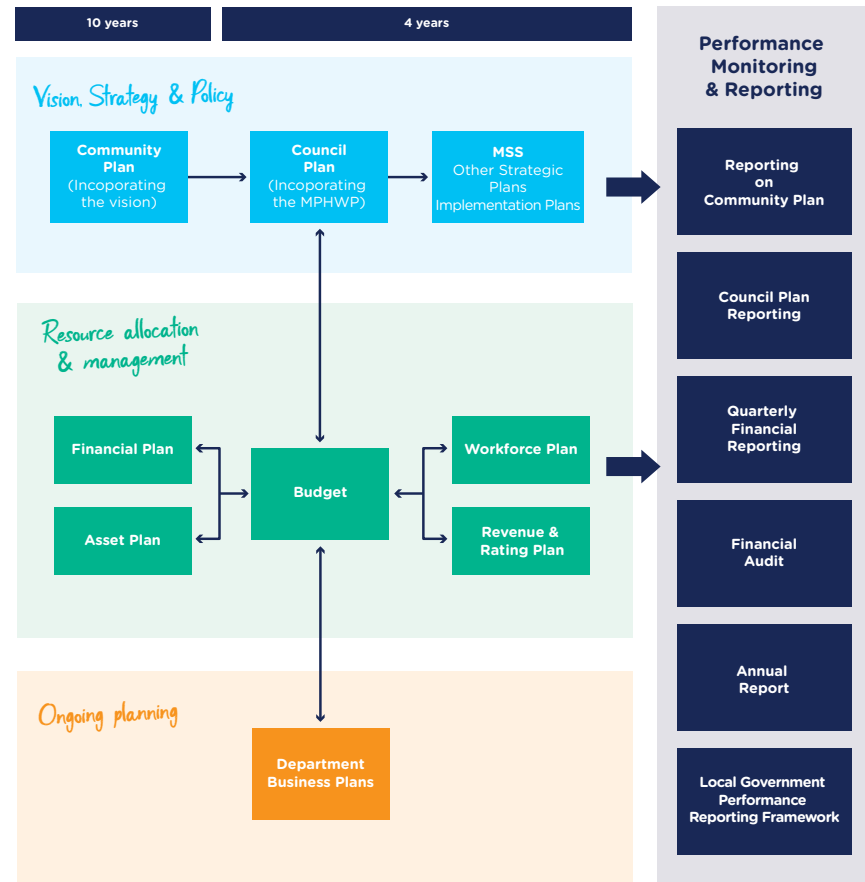 10 years
4 years
Vision, Strategy & Policy
Community
Plan
(Incoporating
the vision)
Council
Plan
(Incoporating
the MPHWP)
MSS
Other Strategic
Plans
Implementation Plans
Resource allocation
& management
Financial Plan
Asset Plan
Budget
Workforce Plan
Revenue &
Rating Plan
Ongoing planning
Department
Business Plans
Performance
Monitoring
& Reporting
Reporting
on
Community Plan
Council Plan
Reporting
Quarterly
Financial
Reporting
Financial
Audit
Annual
Report
Local Government
Performance
Reporting Framework